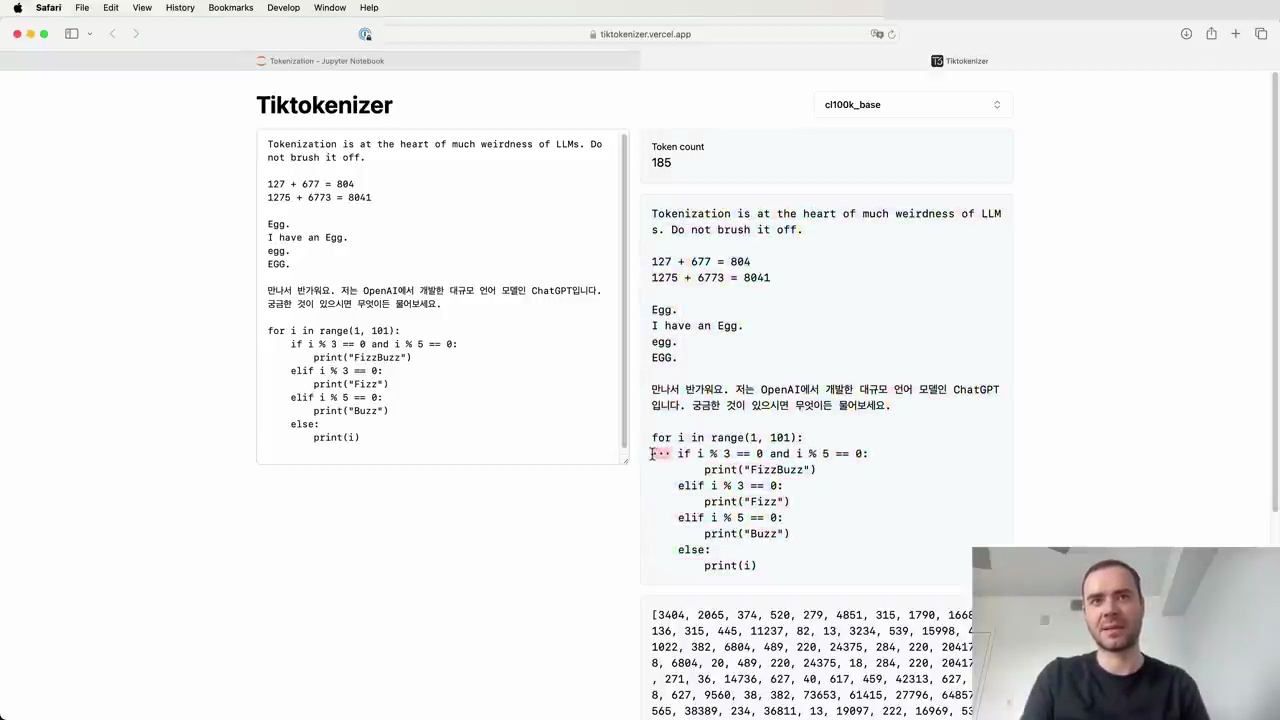 Safari File Edit View History Bookmarks Develop Window Help
tiktokenizer.vercel.app
Tokenization - Jupyter Notebook
Tiktokenizer
Tiktokenizer
cl100k_base
Tokenization is at the heart of much weirdness of LLMs. Do
not brush it off.
127 + 677 = 804
1275 + 6773 = 8041
Egg.
I have an Egg.
egg.
EGG.
만나서 반가워요. 저는 OpenAI에서 개발한 대규모 언어 모델인 ChatGPT입니다.
궁금한 것이 있으시면 무엇이든 물어보세요.
for i in range(1, 101):
    if i % 3 == 0 and i % 5 == 0:
        print("FizzBuzz")
    elif i % 3 == 0:
        print("Fizz")
    elif i % 5 == 0:
        print("Buzz")
    else:
        print(i)
Token count
185
Tokenization is at the heart of much weirdness of LLM
s. Do not brush it off.
127 + 677 = 804
1275 + 6773 = 8041
Egg.
I have an Egg.
egg.
EGG.
만나서 반가워요. 저는 OpenAI에서 개발한 대규모 언어 모델인 ChatGPT
입니다. 궁금한 것이 있으시면 무엇이든 물어보세요.
for i in range(1, 101):
··· if i % 3 == 0 and i % 5 == 0:
        print("FizzBuzz")
    elif i % 3 == 0:
        print("Fizz")
    elif i % 5 == 0:
        print("Buzz")
    else:
        print(i)
[3404, 2065, 374, 520, 279, 4851, 315, 1790, 1668
136, 315, 445, 11237, 82, 13, 3234, 539, 15998, 4
1022, 382, 6804, 489, 220, 24375, 284, 220, 20417
8, 6804, 20, 489, 220, 24375, 18, 284, 220, 20417
, 271, 36, 14736, 627, 40, 617, 459, 42313, 627,
8, 627, 9560, 38, 382, 73653, 61415, 27796, 64857
565, 38389, 234, 36811, 13, 19097, 222, 16969, 53